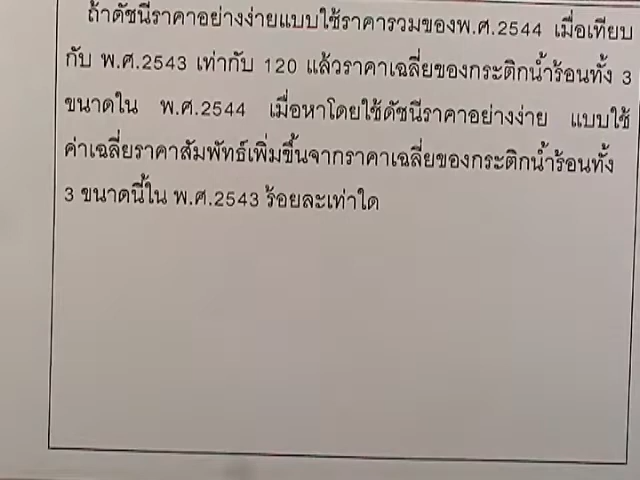 ถ้าดัชนีราคาอย่างง่ายแบบใช้ราคารวมของพ.ศ.2544 เมื่อเทียบ
กับ พ.ศ.2543 เท่ากับ 120 แล้วราคาเฉลี่ยของกระติกน้ำร้อนทั้ง 3
ขนาดใน พ.ศ.2544 เมื่อหาโดยใช้ดัชนีราคาอย่างง่าย แบบใช้
ค่าเฉลี่ยราคาสัมพัทธ์เพิ่มขึ้นจากราคาเฉลี่ยของกระติกน้ำร้อนทั้ง
3 ขนาดนี้ใน พ.ศ.2543 ร้อยละเท่าใด